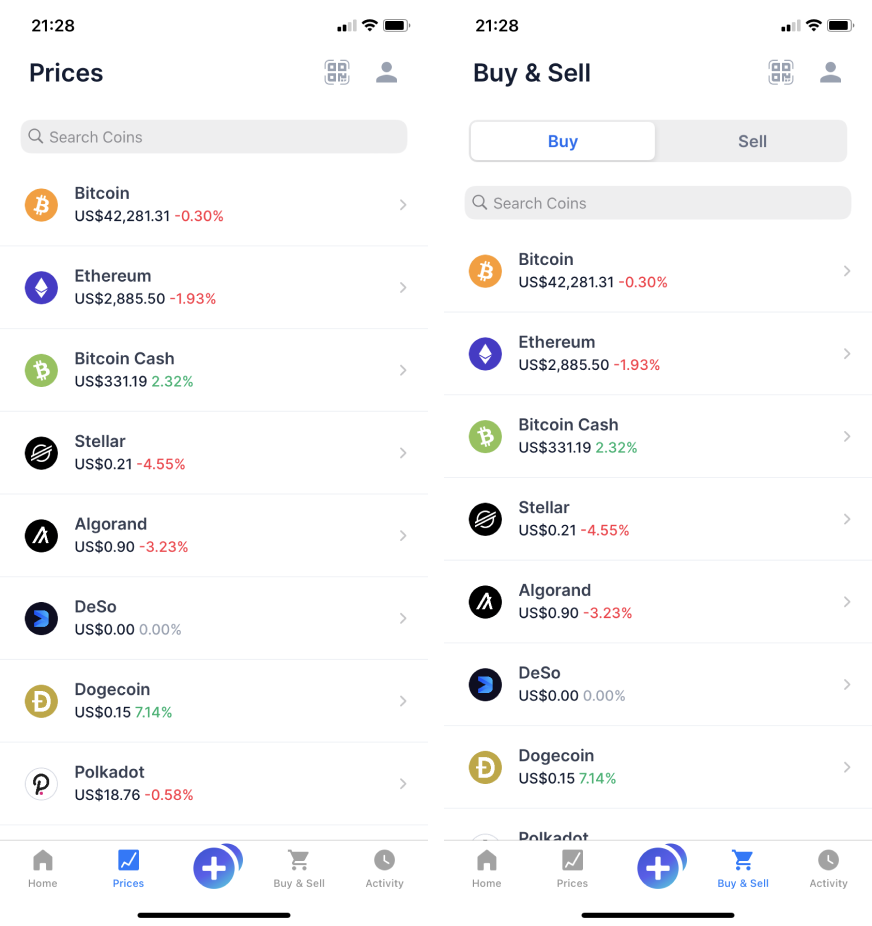 21:28
Prices
Search Coins
Bitcoin
US$42,281.31 -0.30%
Ethereum
US$2,885.50 -1.93%
Bitcoin Cash
US$331.19 2.32%
Stellar
US$0.21 -4.55%
Algorand
US$0.90 -3.23%
DeSo
US$0.00 0.00%
Dogecoin
US$0.15 7.14%
Polkadot
US$18.76 -0.58%
Home
Prices
Buy & Sell
Activity
21:28
Buy & Sell
Buy
Sell
Search Coins
Bitcoin
US$42,281.31 -0.30%
Ethereum
US$2,885.50 -1.93%
Bitcoin Cash
US$331.19 2.32%
Stellar
US$0.21 -4.55%
Algorand
US$0.90 -3.23%
DeSo
US$0.00 0.00%
Dogecoin
US$0.15 7.14%
Polkadot
Home
Prices
Buy & Sell
Activity